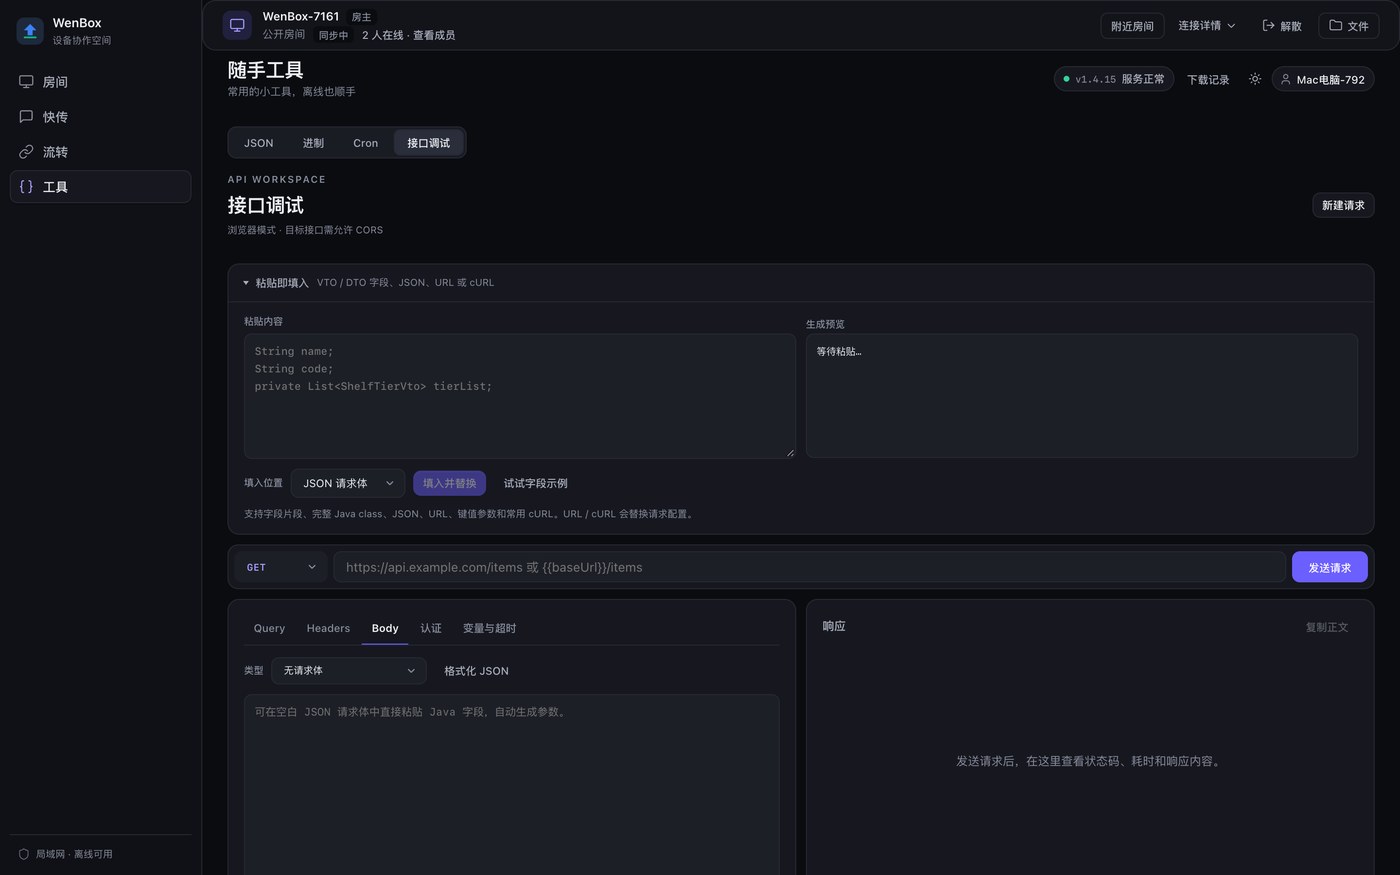 WenBox
设备协作空间
房间
快传
流转
工具
局域网 · 离线可用
WenBox-7161 房主
公开房间 同步中 2 人在线 · 查看成员
附近房间 连接详情 解散 文件
随手工具
常用的小工具，离线也顺手
v1.4.15 服务正常 下载记录 Mac电脑-792
JSON 进制 Cron 接口调试
API WORKSPACE
接口调试
浏览器模式 · 目标接口需允许 CORS
新建请求
粘贴即填入 VTO / DTO 字段、JSON、URL 或 cURL
粘贴内容
String name;
String code;
private List<ShelfTierVto> tierList;
生成预览
等待粘贴…
填入位置 JSON 请求体 填入并替换 试试字段示例
支持字段片段、完整 Java class、JSON、URL、键值参数和常用 cURL。URL / cURL 会替换请求配置。
GET https://api.example.com/items 或 {{baseUrl}}/items 发送请求
Query Headers Body 认证 变量与超时
类型 无请求体 格式化 JSON
可在空白 JSON 请求体中直接粘贴 Java 字段，自动生成参数。
响应 复制正文
发送请求后，在这里查看状态码、耗时和响应内容。